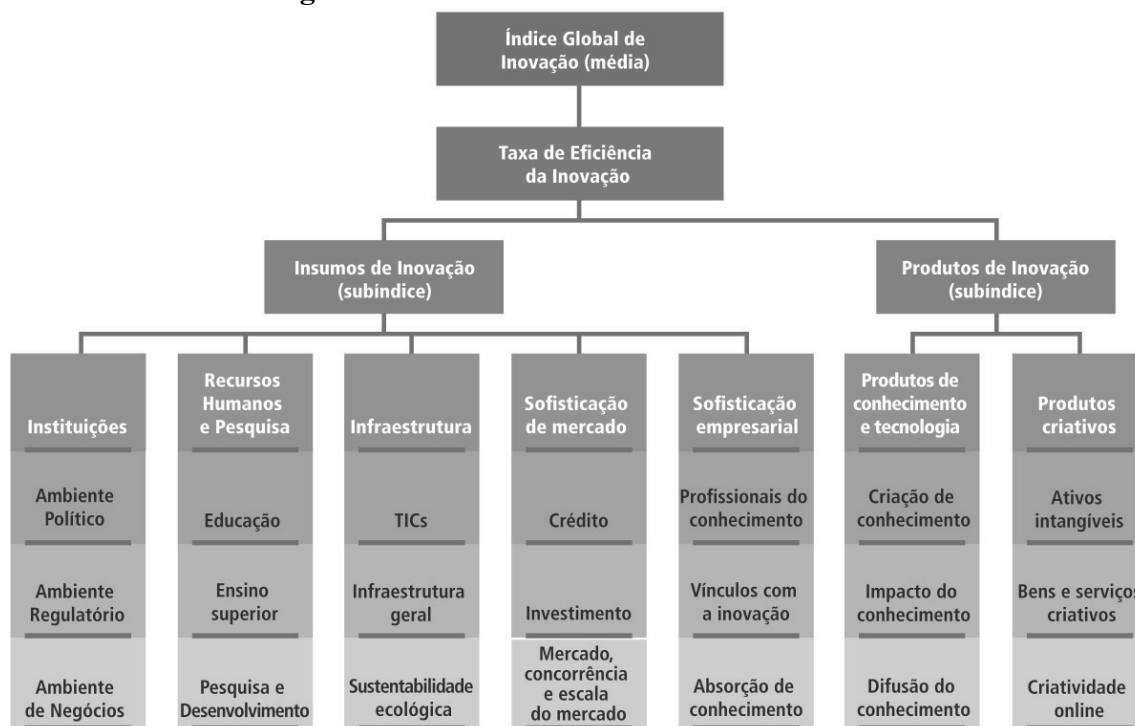 Índice Global de
Inovação (média)
Taxa de Eficiência
da Inovação
Insumos de Inovação
(subíndice)
Produtos de Inovação
(subíndice)
Instituições
Recursos
Humanos
e Pesquisa
Infraestrutura
Sofisticação
de mercado
Sofisticação
empresarial
Produtos de
conhecimento
e tecnologia
Produtos
criativos
Ambiente
Político
Educação
TICs
Crédito
Profissionais do
conhecimento
Criação de
conhecimento
Ativos
intangíveis
Ambiente
Regulatório
Ensino
superior
Infraestrutura
geral
Investimento
Vínculos com
a inovação
Impacto do
conhecimento
Bens e serviços
criativos
Ambiente
de Negócios
Pesquisa e
Desenvolvimento
Sustentabilidade
ecológica
Mercado,
concorrência
e escala
do mercado
Absorção de
conhecimento
Difusão do
conhecimento
Criatividade
online